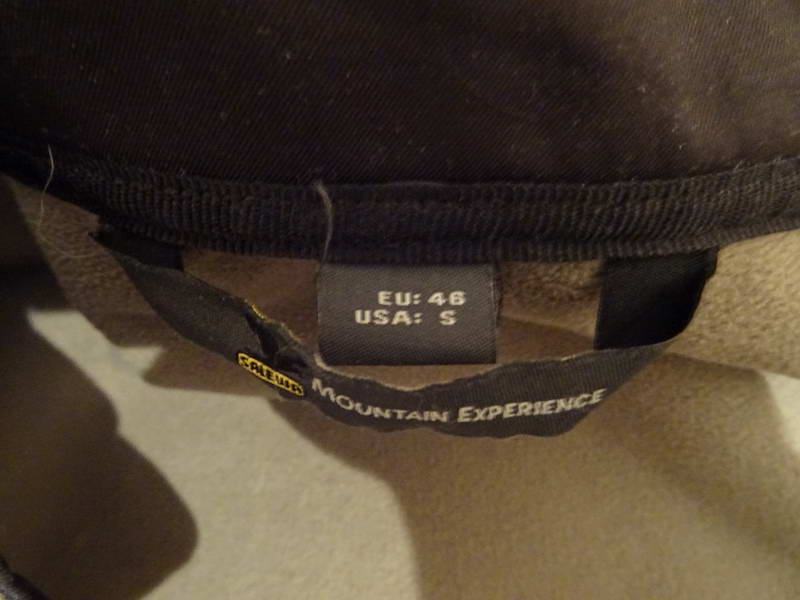 EU: 46
USA: S
SALEWA
MOUNTAIN EXPERIENCE